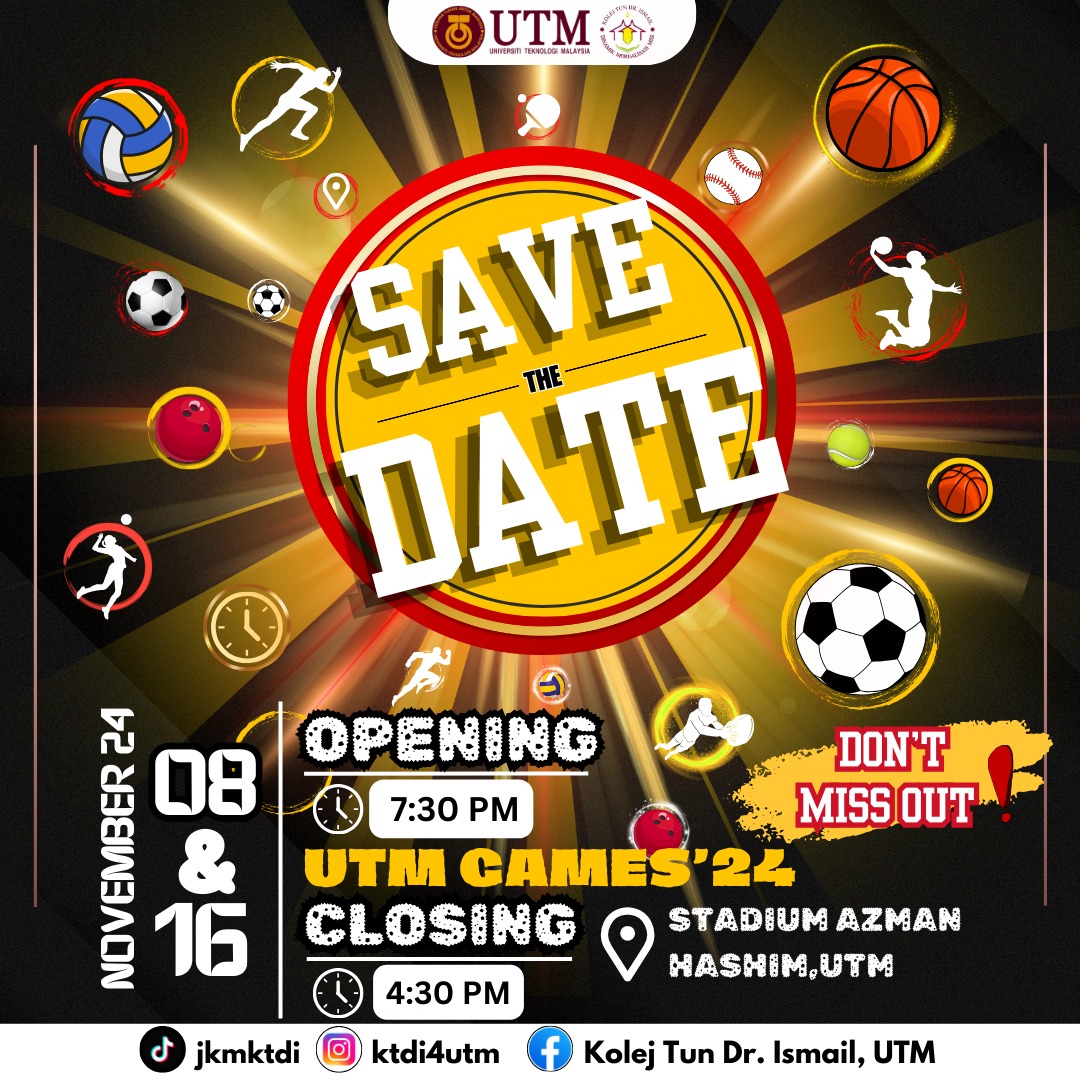 UTM
UNIVERSITI TEKNOLOGI MALAYSIA
KOLEJ TUN DR. ISMAIL
SAVE
THE
DATE
NOVEMBER 24
08
&
16
OPENING
7:30 PM
UTM GAMES'24
CLOSING
4:30 PM
DON'T
MISS OUT!
STADIUM AZMAN
HASHIM,UTM
jkmktdi
ktdi4utm
Kolej Tun Dr. Ismail, UTM